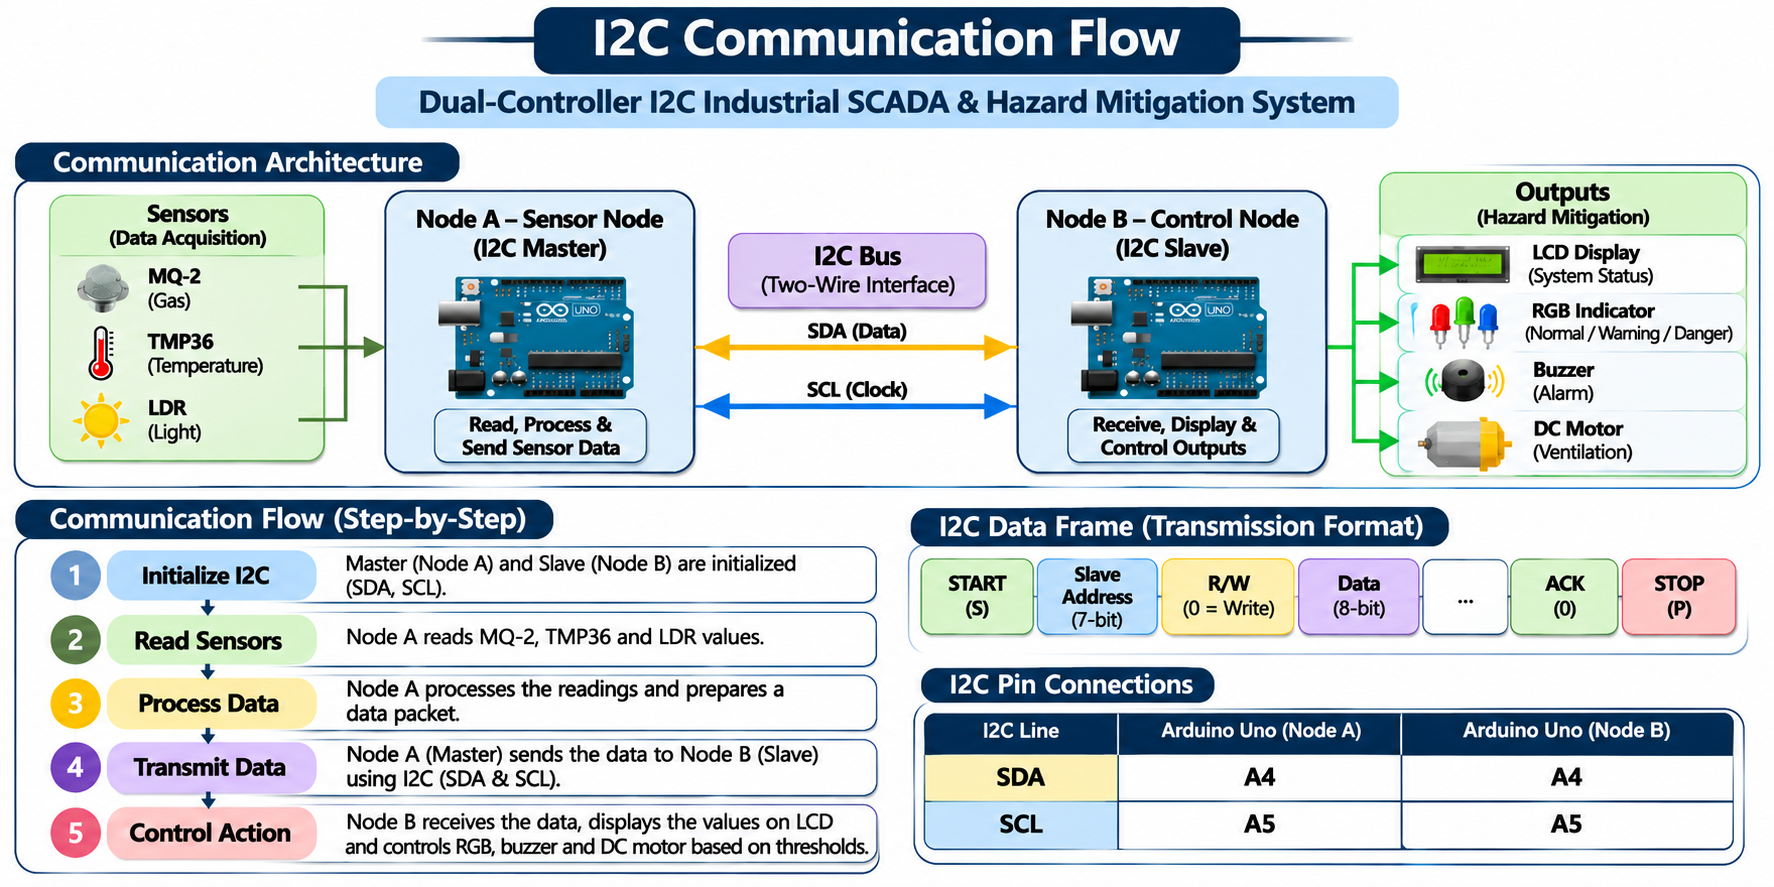 I2C Communication Flow
Dual-Controller I2C Industrial SCADA & Hazard Mitigation System
Communication Architecture
Sensors
(Data Acquisition)
MQ-2
(Gas)
TMP36
(Temperature)
LDR
(Light)
Node A – Sensor Node
(I2C Master)
UNO
Read, Process &
Send Sensor Data
I2C Bus
(Two-Wire Interface)
SDA (Data)
SCL (Clock)
Node B – Control Node
(I2C Slave)
UNO
Receive, Display &
Control Outputs
Outputs
(Hazard Mitigation)
LCD Display
(System Status)
RGB Indicator
(Normal / Warning / Danger)
Buzzer
(Alarm)
DC Motor
(Ventilation)
Communication Flow (Step-by-Step)
1
Initialize I2C
Master (Node A) and Slave (Node B) are initialized
(SDA, SCL).
2
Read Sensors
Node A reads MQ-2, TMP36 and LDR values.
3
Process Data
Node A processes the readings and prepares a
data packet.
4
Transmit Data
Node A (Master) sends the data to Node B (Slave)
using I2C (SDA & SCL).
5
Control Action
Node B receives the data, displays the values on LCD
and controls RGB, buzzer and DC motor based on thresholds.
I2C Data Frame (Transmission Format)
START
(S)
Slave
Address
(7-bit)
R/W
(0 = Write)
Data
(8-bit)
...
ACK
(0)
STOP
(P)
I2C Pin Connections
I2C Line Arduino Uno (Node A) Arduino Uno (Node B)
SDA A4 A4
SCL A5 A5